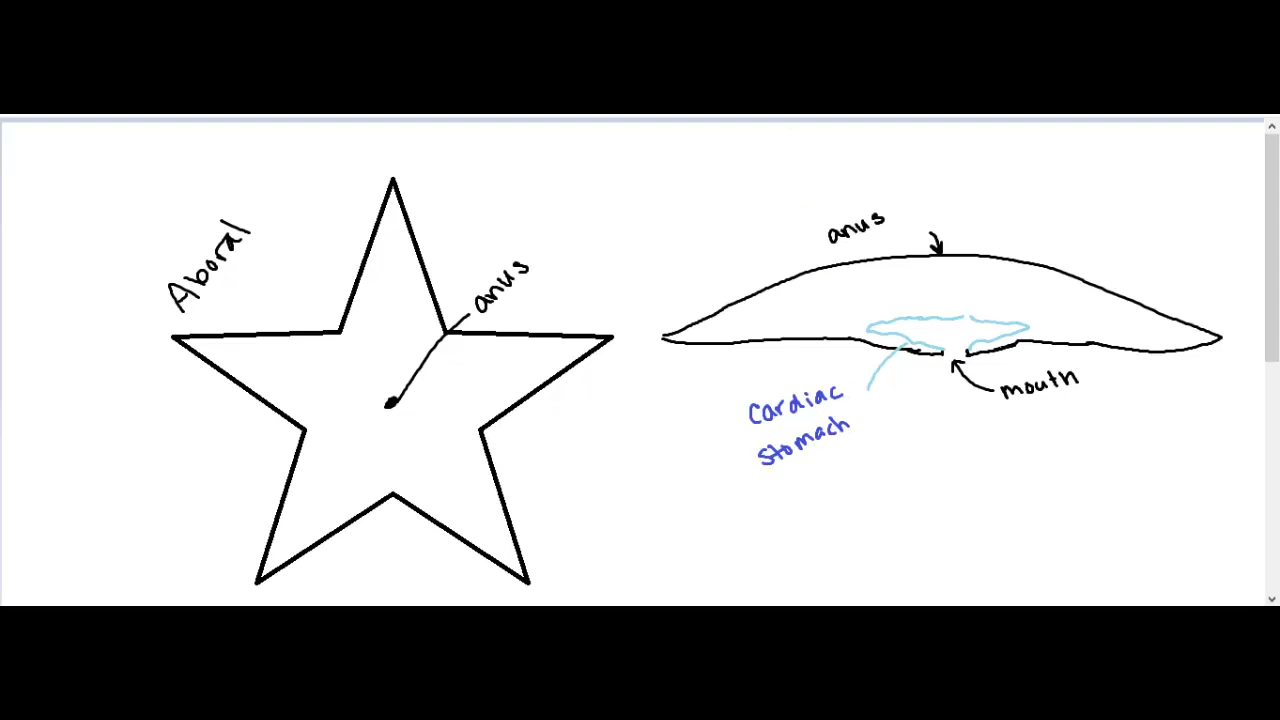 Aboral
anus
anus
mouth
Cardiac
stomach